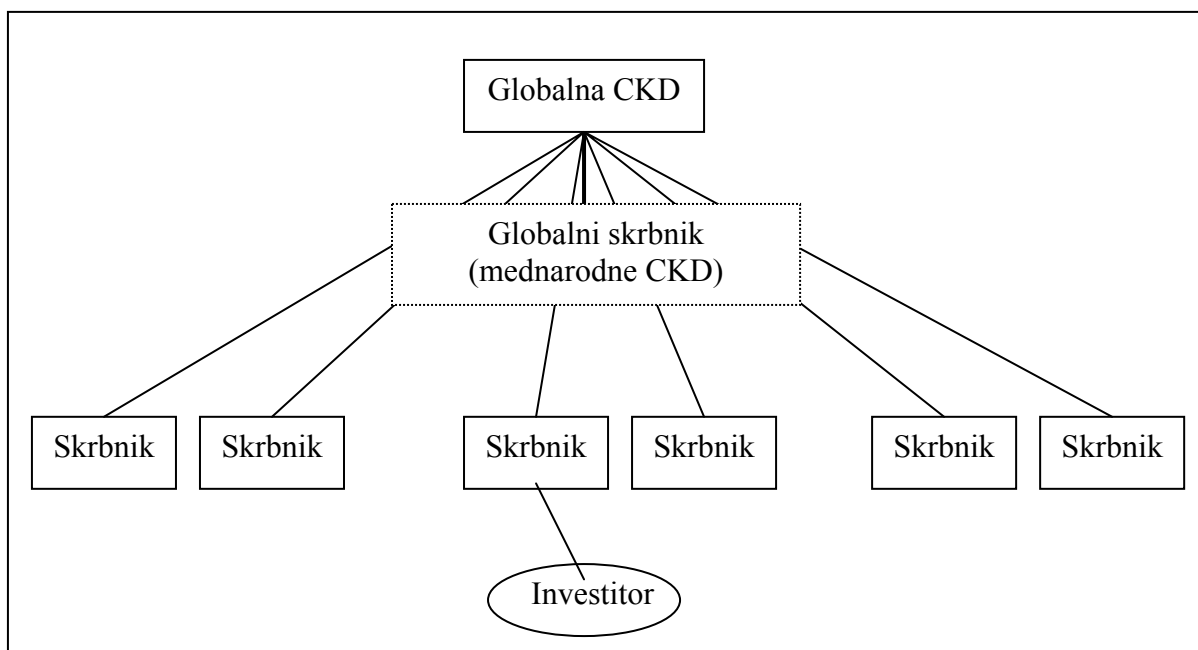 Globalna CKD
Globalni skrbnik
(mednarodne CKD)
Skrbnik
Skrbnik
Skrbnik
Skrbnik
Skrbnik
Skrbnik
Investitor